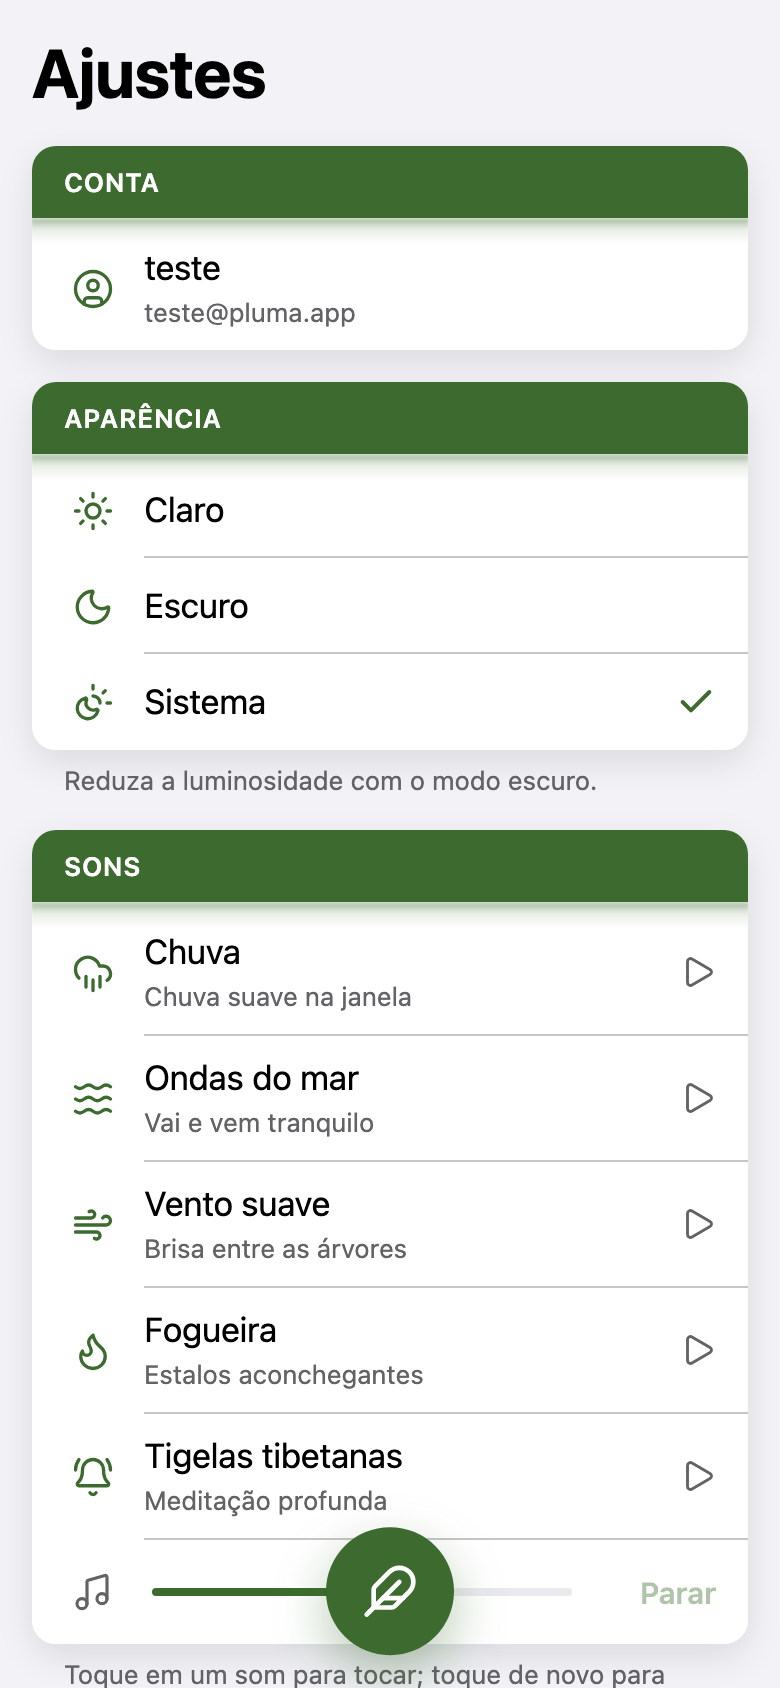 Ajustes
CONTA
teste
teste@pluma.app
APARÊNCIA
Claro
Escuro
Sistema
Reduza a luminosidade com o modo escuro.
SONS
Chuva
Chuva suave na janela
Ondas do mar
Vai e vem tranquilo
Vento suave
Brisa entre as árvores
Fogueira
Estalos aconchegantes
Tigelas tibetanas
Meditação profunda
Parar
Toque em um som para tocar; toque de novo para